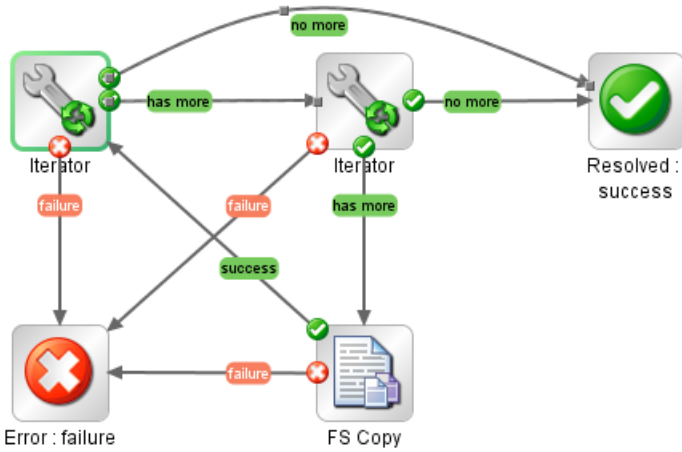 no more
has more
no more
Iterator
Iterator
Resolved :
success
failure
failure
has more
success
failure
Error : failure
FS Copy